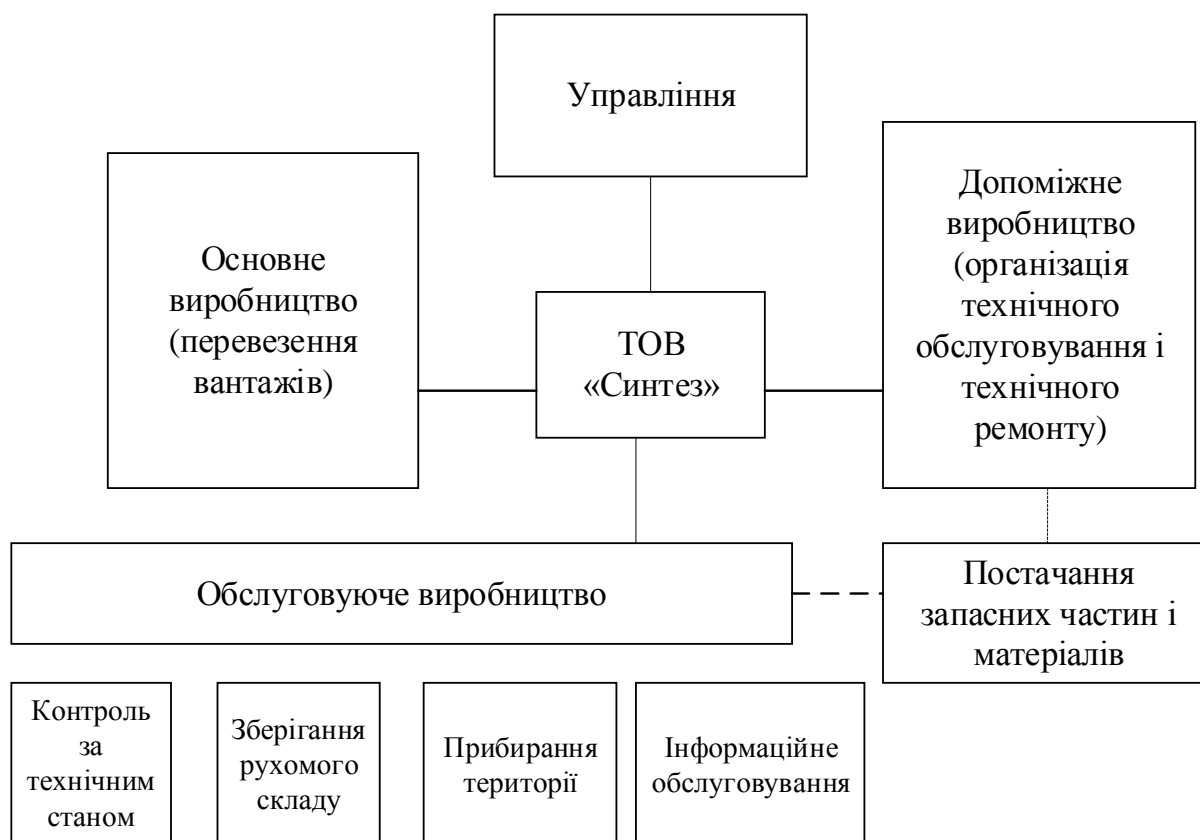 Управління
Основне
виробництво
(перевезення
вантажів)
ТОВ
«Синтез»
Допоміжне
виробництво
(організація
технічного
обслуговування і
технічного
ремонту)
Обслуговуюче виробництво
Постачання
запасних частин і
матеріалів
Контроль
за
технічним
станом
Зберігання
рухомого
складу
Прибирання
території
Інформаційне
обслуговування